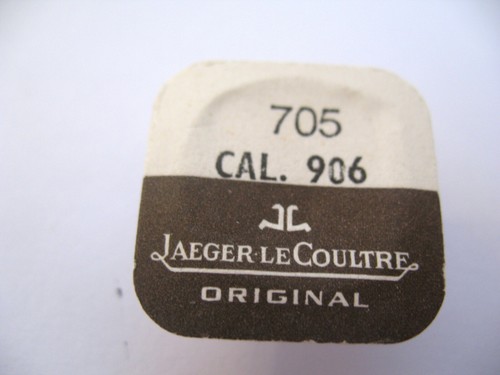 705
CAL. 906
JAEGER-LECOULTRE
ORIGINAL